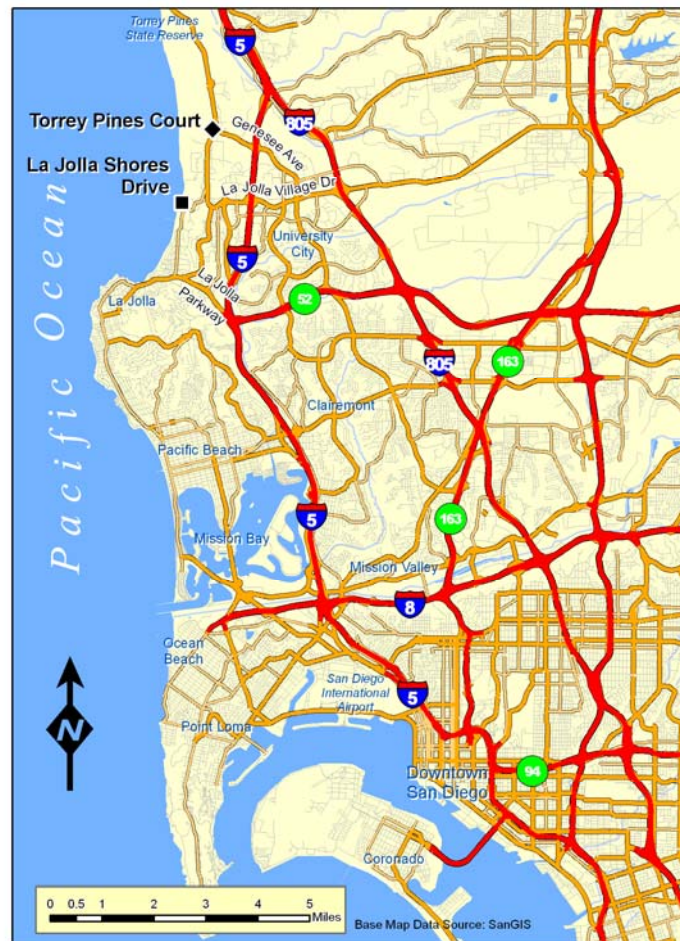 Torrey Pines
State Reserve
5
Torrey Pines Court
805
Genesee Ave
La Jolla Shores
Drive
La Jolla Village Dr
University
City
5
La Jolla
Parkway
La Jolla
52
805
163
Clairemont
Pacific Beach
Pacific Ocean
5
163
Mission Bay
Mission Valley
8
Ocean
Beach
San Diego
International
Airport
5
N
Point Loma
Downtown
San Diego
94
Coronado
0 0.5 1 2 3 4 5
Miles
Base Map Data Source: SanGIS